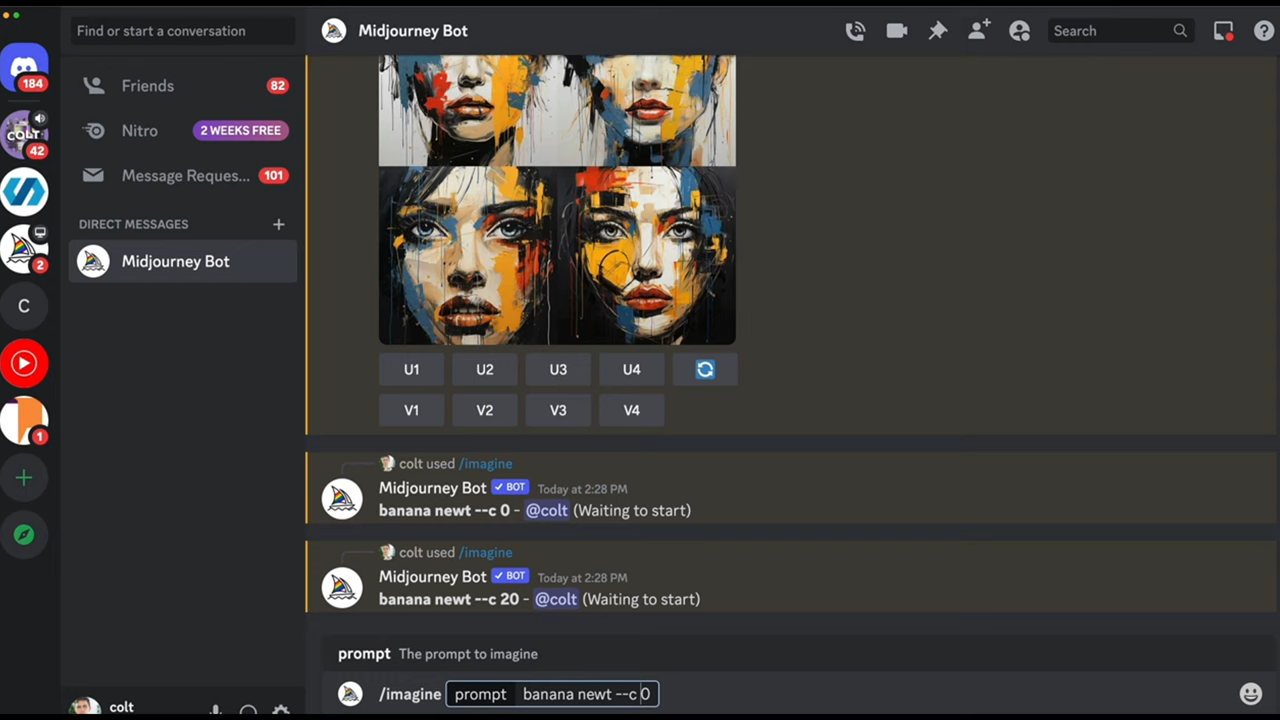 Find or start a conversation
Midjourney Bot
Search
184
Friends
82
COLT
42
Nitro
2 WEEKS FREE
Message Reques...
101
DIRECT MESSAGES
2
Midjourney Bot
C
1
U1
U2
U3
U4
V1
V2
V3
V4
colt used /imagine
Midjourney Bot
BOT
Today at 2:28 PM
banana newt --c 0 - @colt (Waiting to start)
colt used /imagine
Midjourney Bot
BOT
Today at 2:28 PM
banana newt --c 20 - @colt (Waiting to start)
prompt The prompt to imagine
/imagine prompt banana newt --c 0
colt